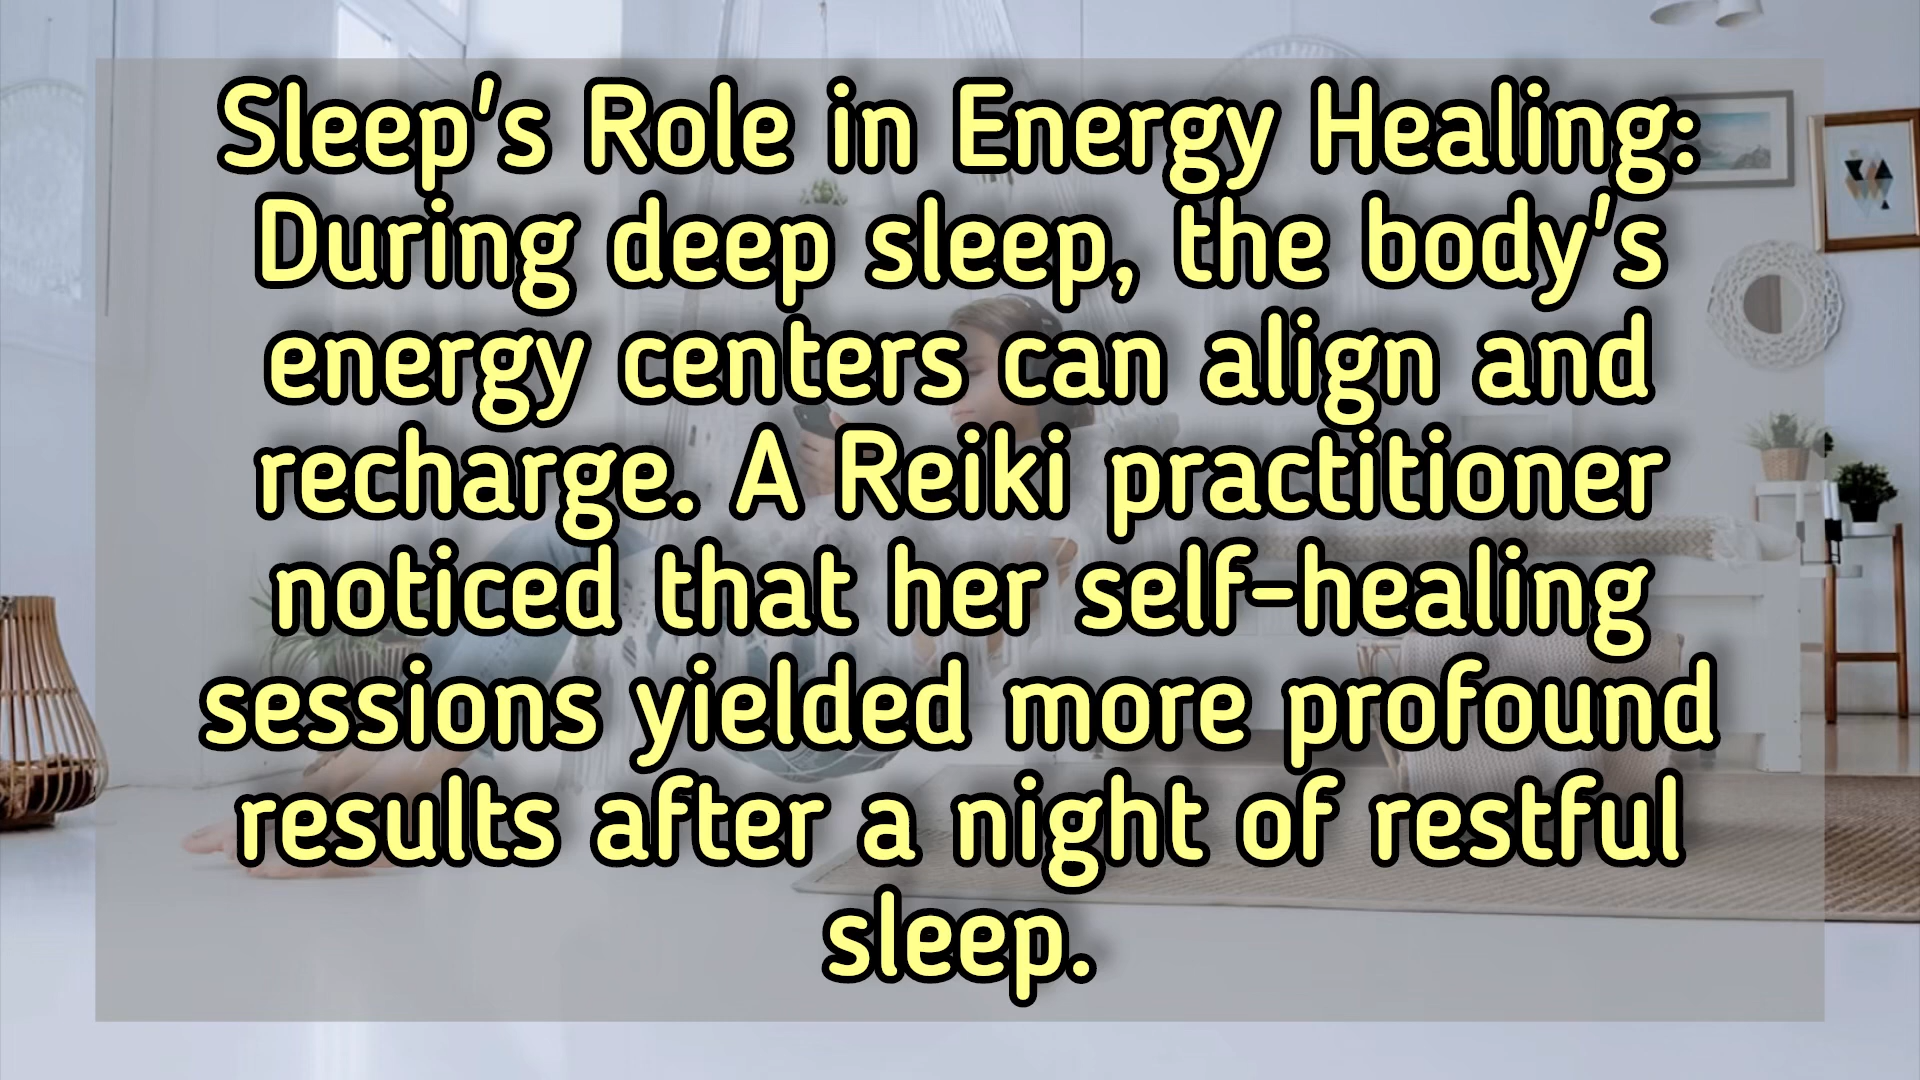 Sleep's Role in Energy Healing:
During deep sleep, the body's
energy centers can align and
recharge. A Reiki practitioner
noticed that her self-healing
sessions yielded more profound
results after a night of restful
sleep.